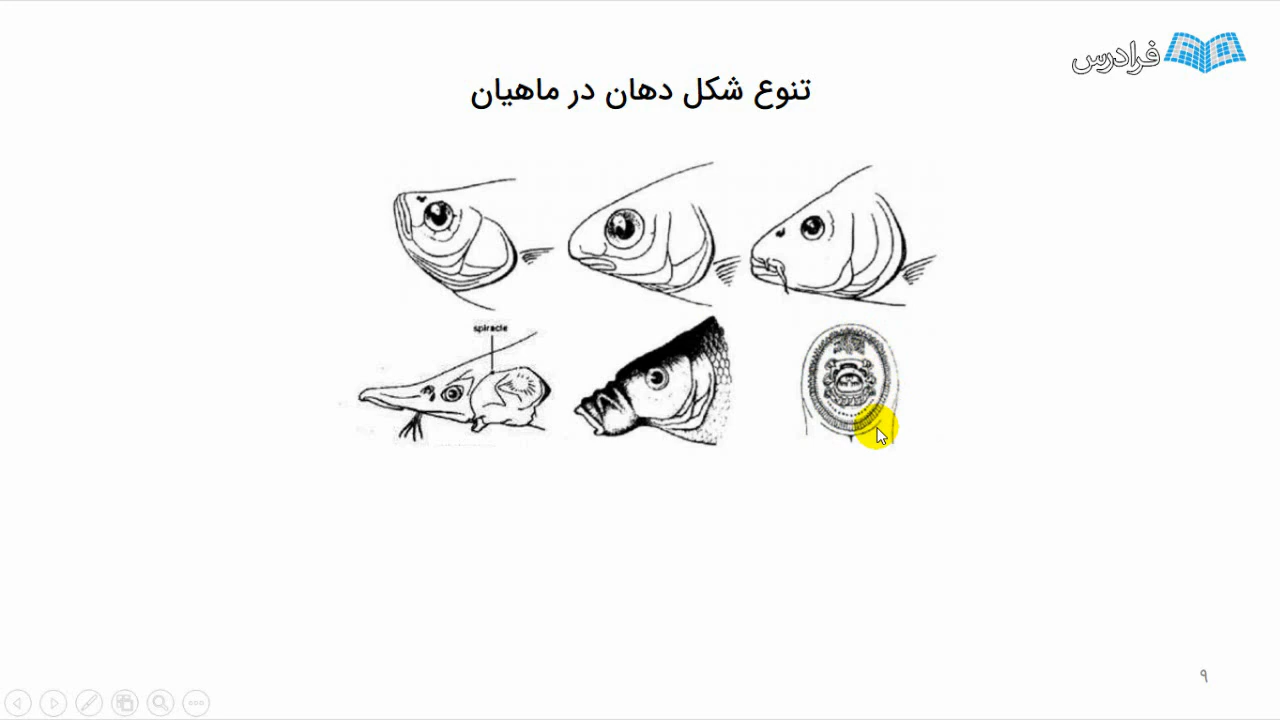 فرادرس
تنوع شکل دهان در ماهیان
spiracle
۹